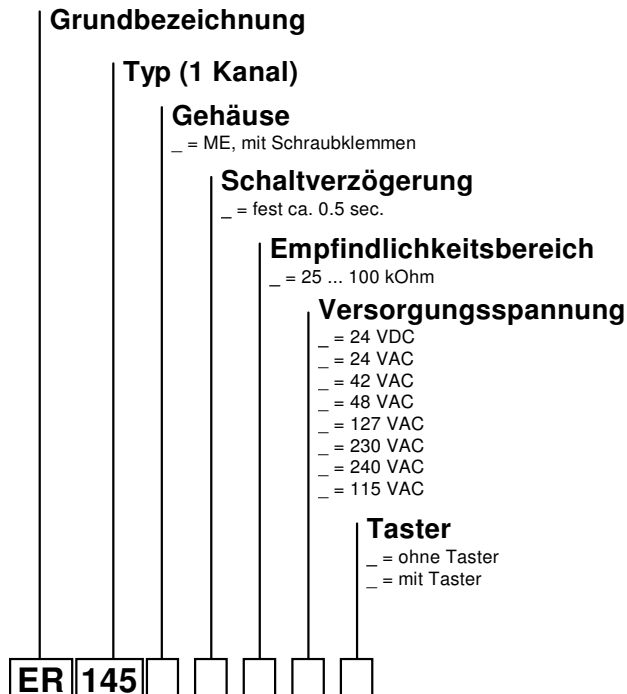 Grundbezeichnung
Typ (1 Kanal)
Gehäuse
_ = ME, mit Schraubklemmen
Schaltverzögerung
_ = fest ca. 0.5 sec.
Empfindlichkeitsbereich
_ = 25 ... 100 kOhm
Versorgungsspannung
_ = 24 VDC
_ = 24 VAC
_ = 42 VAC
_ = 48 VAC
_ = 127 VAC
_ = 230 VAC
_ = 240 VAC
_ = 115 VAC
Taster
_ = ohne Taster
_ = mit Taster
ER 145